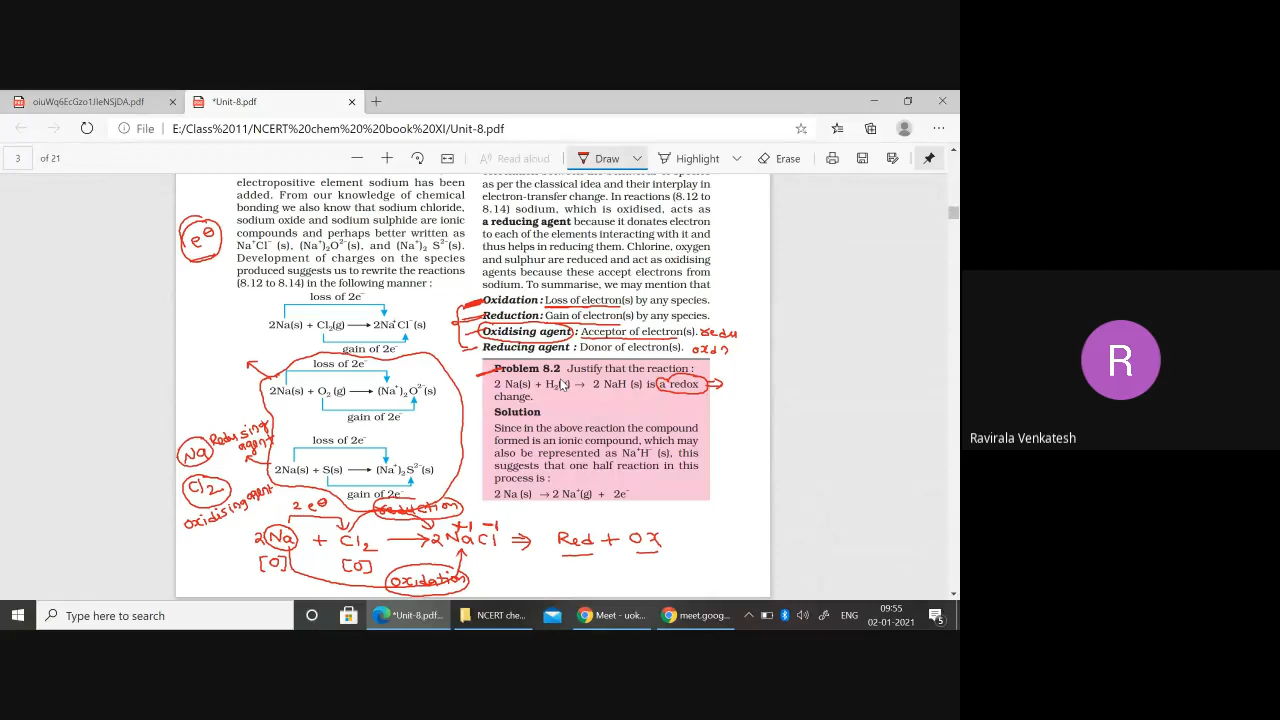 oiuWq6EcGzo1JIeNSjDA.pdf
*Unit-8.pdf
File
E:/Class%2011/NCERT%20chem%20%20book%20XI/Unit-8.pdf
3 of 21
Read aloud
Draw
Highlight
Erase
electropositive element sodium has been
added. From our knowledge of chemical
bonding we also know that sodium chloride,
sodium oxide and sodium sulphide are ionic
compounds and perhaps better written as
Na⁺Cl⁻ (s), (Na⁺)₂O²⁻(s), and (Na⁺)₂ S²⁻(s).
Development of charges on the species
produced suggests us to rewrite the reactions
(8.12 to 8.14) in the following manner :
e⊖
loss of 2e⁻
2Na(s) + Cl₂(g) ⟶ 2Na⁺Cl⁻(s)
gain of 2e⁻
loss of 2e⁻
2Na(s) + O₂ (g) ⟶ (Na⁺)₂O²⁻(s)
gain of 2e⁻
loss of 2e⁻
2Na(s) + S(s) ⟶ (Na⁺)₂S²⁻(s)
gain of 2e⁻
Na Reducing
agent
Cl₂
oxidising agent
as per the classical idea and their interplay in
electron-transfer change. In reactions (8.12 to
8.14) sodium, which is oxidised, acts as
a reducing agent because it donates electron
to each of the elements interacting with it and
thus helps in reducing them. Chlorine, oxygen
and sulphur are reduced and act as oxidising
agents because these accept electrons from
sodium. To summarise, we may mention that
Oxidation : Loss of electron(s) by any species.
Reduction : Gain of electron(s) by any species.
Oxidising agent : Acceptor of electron(s). redu
Reducing agent : Donor of electron(s). oxdn
Problem 8.2 Justify that the reaction :
2 Na(s) + H₂(g) → 2 NaH (s) is a redox ⇒
change.
Solution
Since in the above reaction the compound
formed is an ionic compound, which may
also be represented as Na⁺H⁻ (s), this
suggests that one half reaction in this
process is :
2 Na (s) → 2 Na⁺(g) + 2e⁻
2 e⊖ reduction
+1 -1
2 Na + Cl₂ ⟶ 2 Na Cl ⇒ Red + OX
[O] [O] oxidation
R
Ravirala Venkatesh
Type here to search
*Unit-8.pdf...
NCERT che...
Meet - uok...
meet.goog...
ENG
09:55
02-01-2021
5